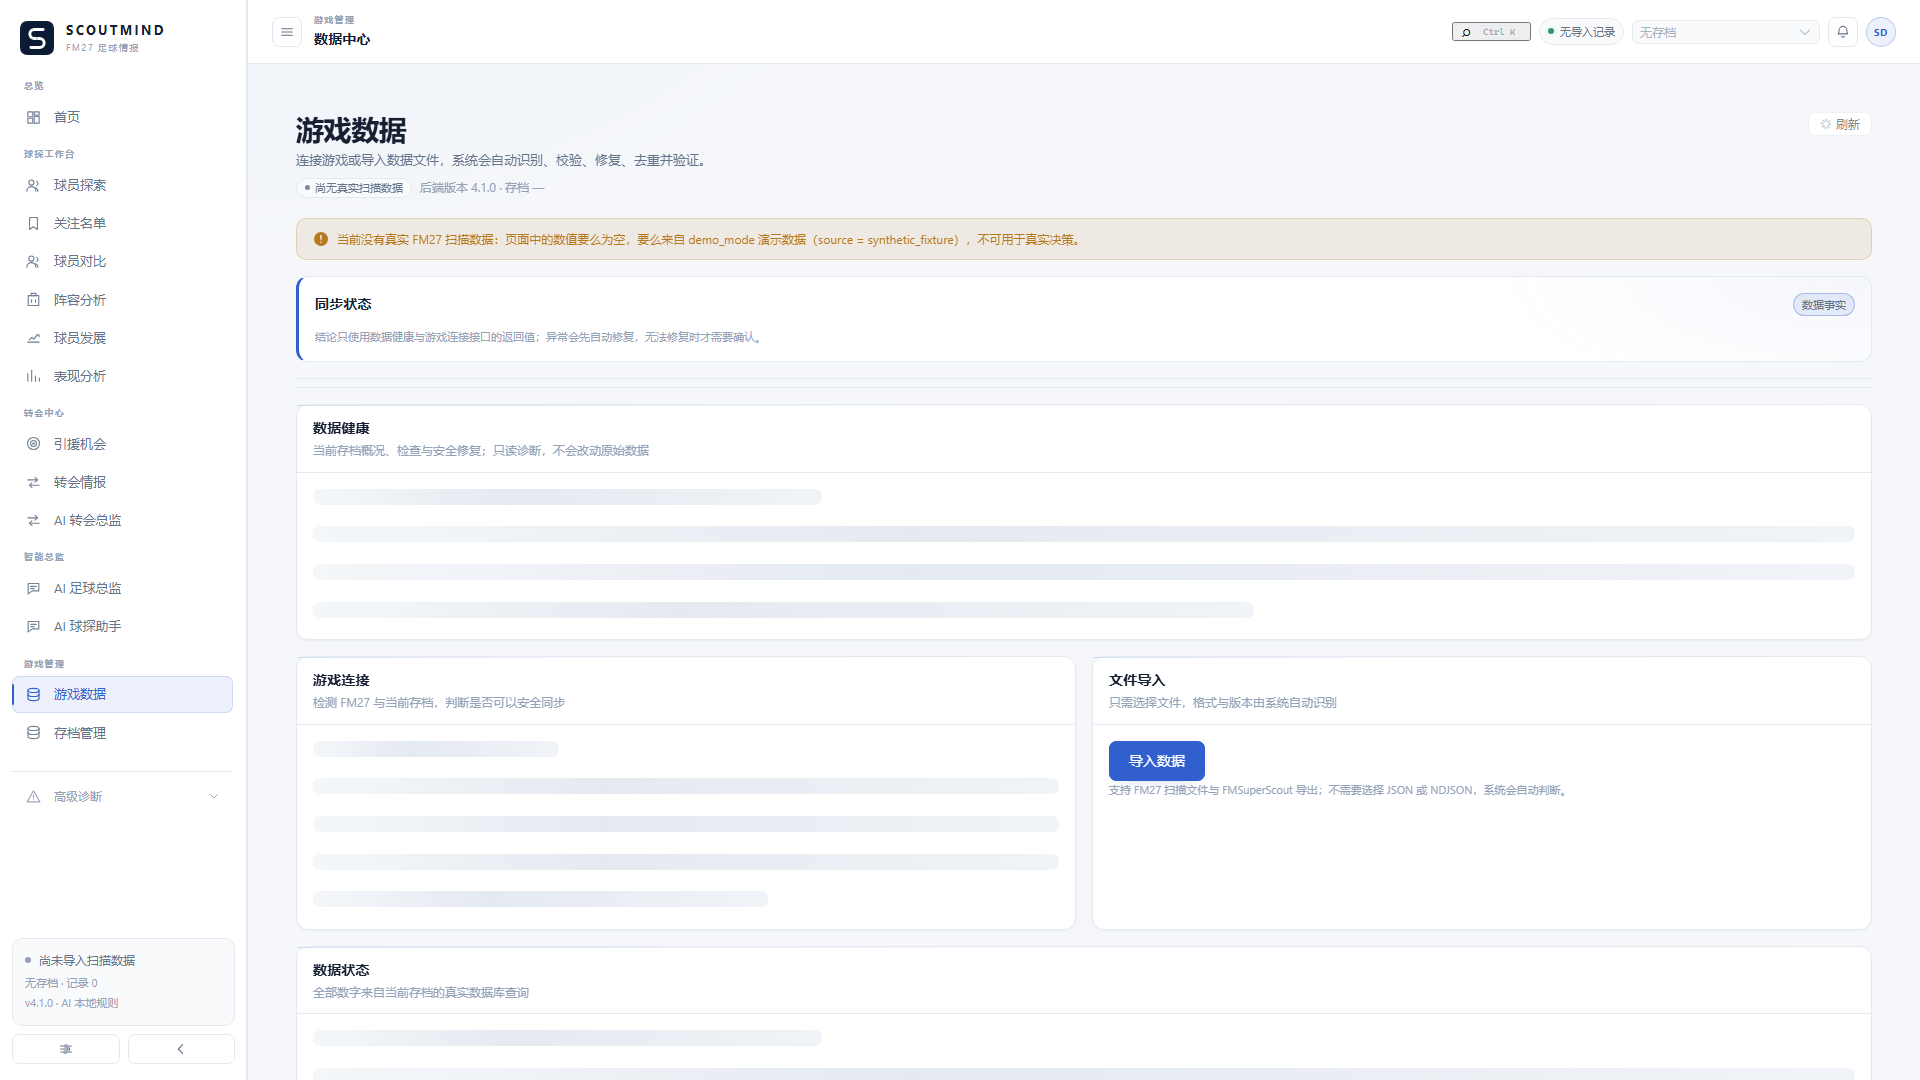 SCOUTMIND
FM27 足球情报
总览
首页
球探工作台
球员探索
关注名单
球员对比
阵容分析
球员发展
表现分析
转会中心
引援机会
转会情报
AI 转会总监
智能总监
AI 足球总监
AI 球探助手
游戏管理
游戏数据
存档管理
高级诊断
尚未导入扫描数据
无存档 · 记录 0
v4.1.0 · AI 本地规则
游戏管理
数据中心
Ctrl K
无导入记录
无存档
SD
游戏数据
刷新
连接游戏或导入数据文件，系统会自动识别、校验、修复、去重并验证。
尚无真实扫描数据
后端版本 4.1.0 · 存档 —
当前没有真实 FM27 扫描数据：页面中的数值要么为空，要么来自 demo_mode 演示数据（source = synthetic_fixture），不可用于真实决策。
同步状态
数据事实
结论只使用数据健康与游戏连接接口的返回值；异常会先自动修复，无法修复时才需要确认。
数据健康
当前存档概况、检查与安全修复；只读诊断，不会改动原始数据
游戏连接
检测 FM27 与当前存档，判断是否可以安全同步
文件导入
只需选择文件，格式与版本由系统自动识别
导入数据
支持 FM27 扫描文件与 FMSuperScout 导出；不需要选择 JSON 或 NDJSON，系统会自动判断。
数据状态
全部数字来自当前存档的真实数据库查询